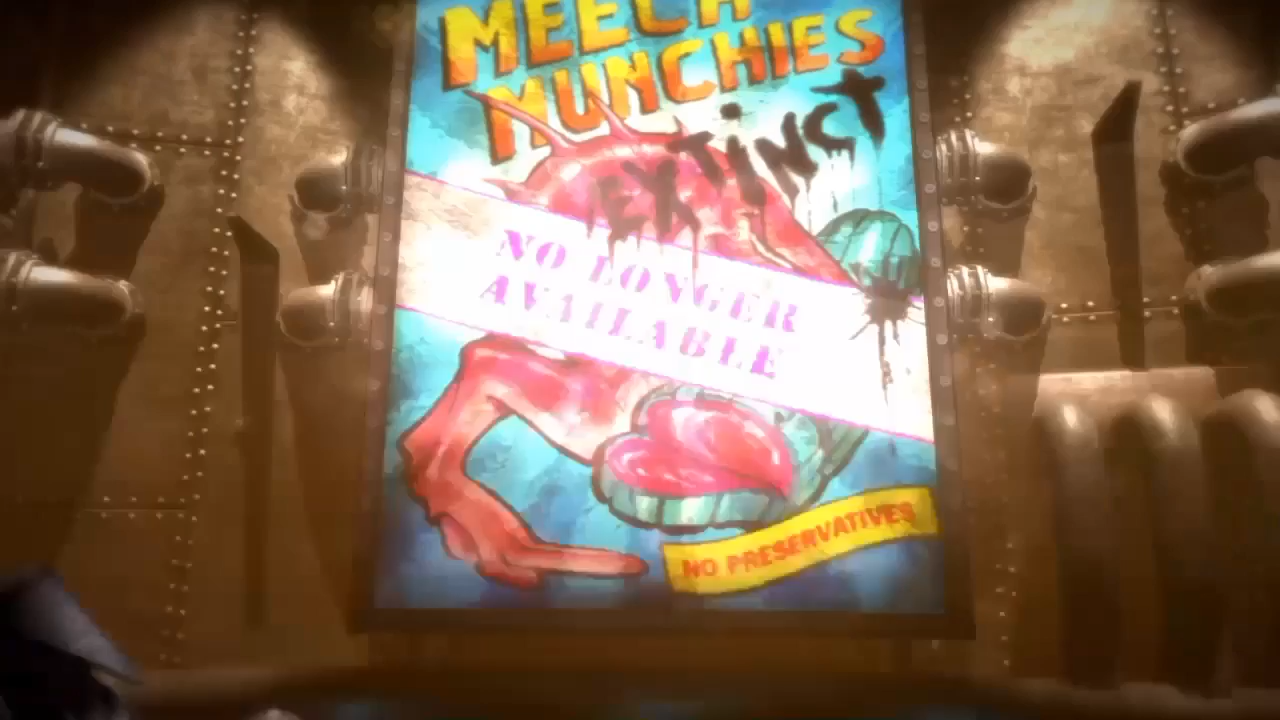 MEECH
MUNCHIES
EXTINCT
NO LONGER
AVAILABLE
NO PRESERVATIVES